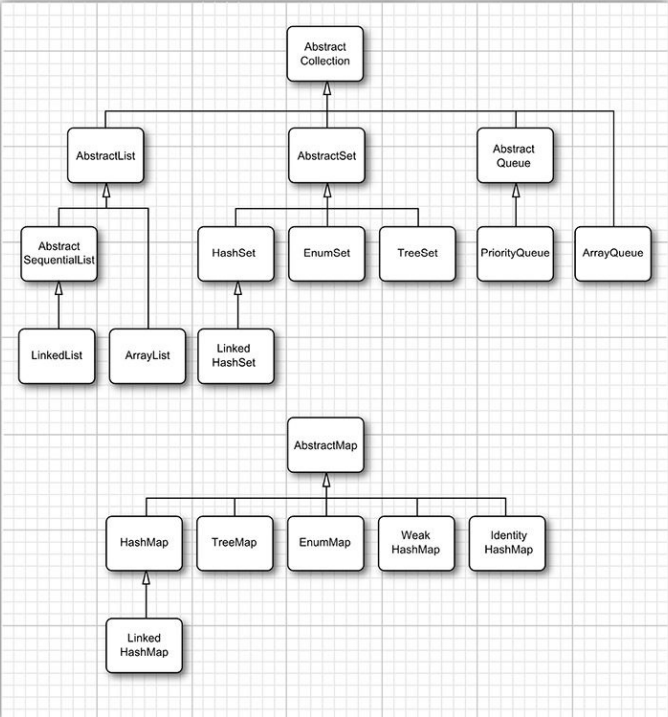 Abstract
Collection
AbstractList
AbstractSet
Abstract
Queue
Abstract
SequentialList
HashSet
EnumSet
TreeSet
PriorityQueue
ArrayQueue
LinkedList
ArrayList
Linked
HashSet
AbstractMap
HashMap
TreeMap
EnumMap
Weak
HashMap
Identity
HashMap
Linked
HashMap